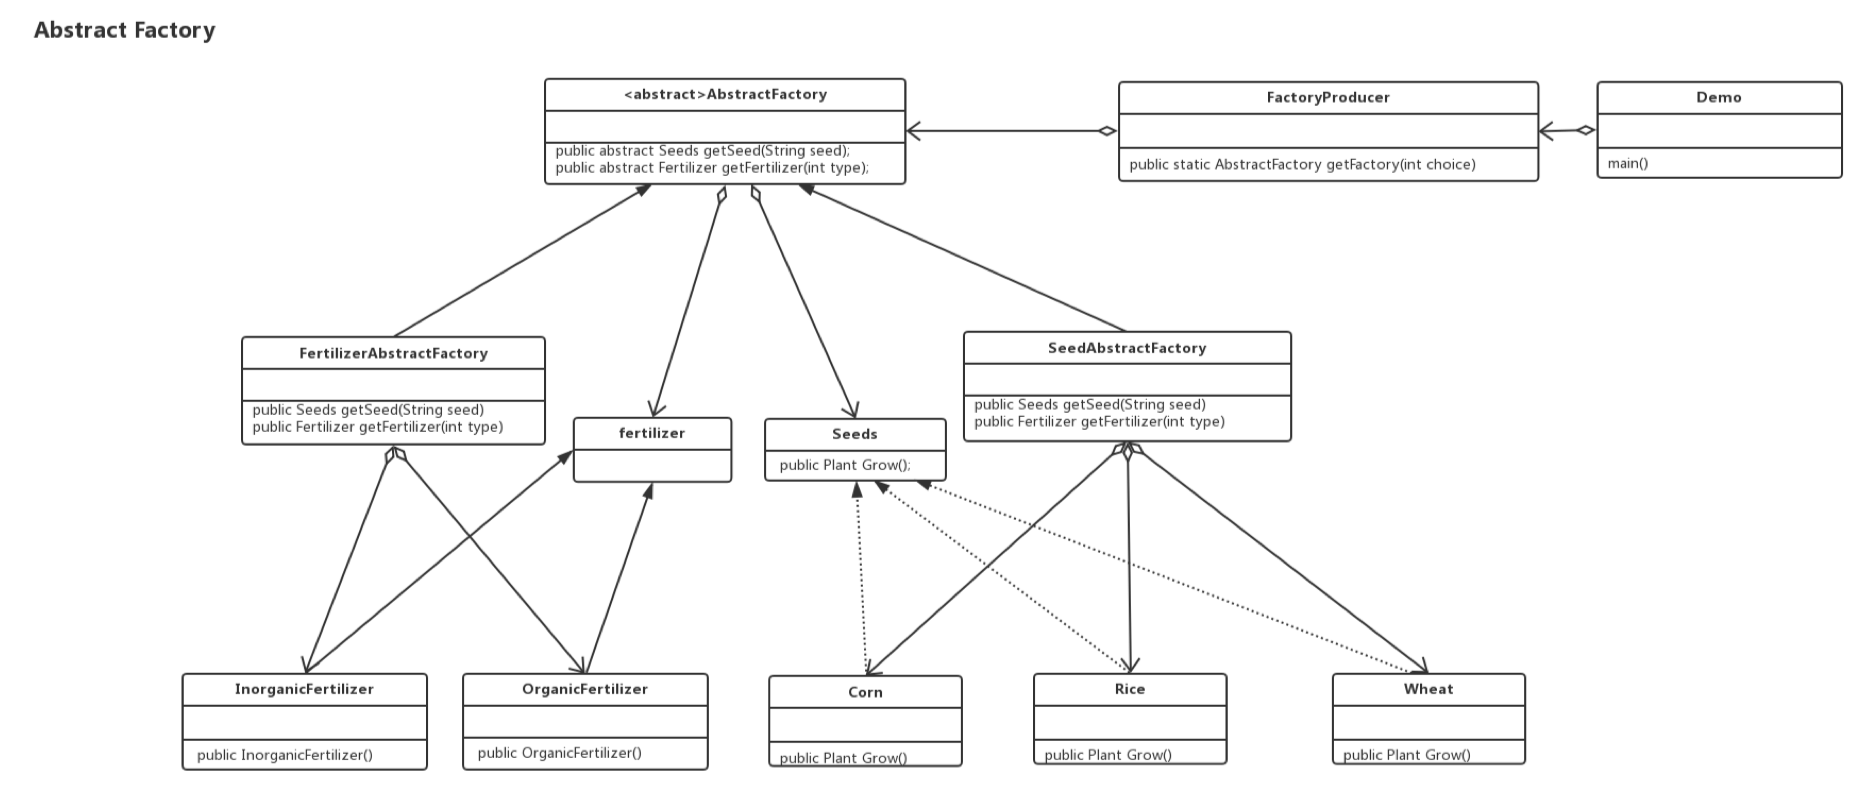 Abstract Factory
<abstract>AbstractFactory
public abstract Seeds getSeed(String seed);
public abstract Fertilizer getFertilizer(int type);
FactoryProducer
public static AbstractFactory getFactory(int choice)
Demo
main()
FertilizerAbstractFactory
public Seeds getSeed(String seed)
public Fertilizer getFertilizer(int type)
fertilizer
Seeds
public Plant Grow();
SeedAbstractFactory
public Seeds getSeed(String seed)
public Fertilizer getFertilizer(int type)
InorganicFertilizer
public InorganicFertilizer()
OrganicFertilizer
public OrganicFertilizer()
Corn
public Plant Grow()
Rice
public Plant Grow()
Wheat
public Plant Grow()